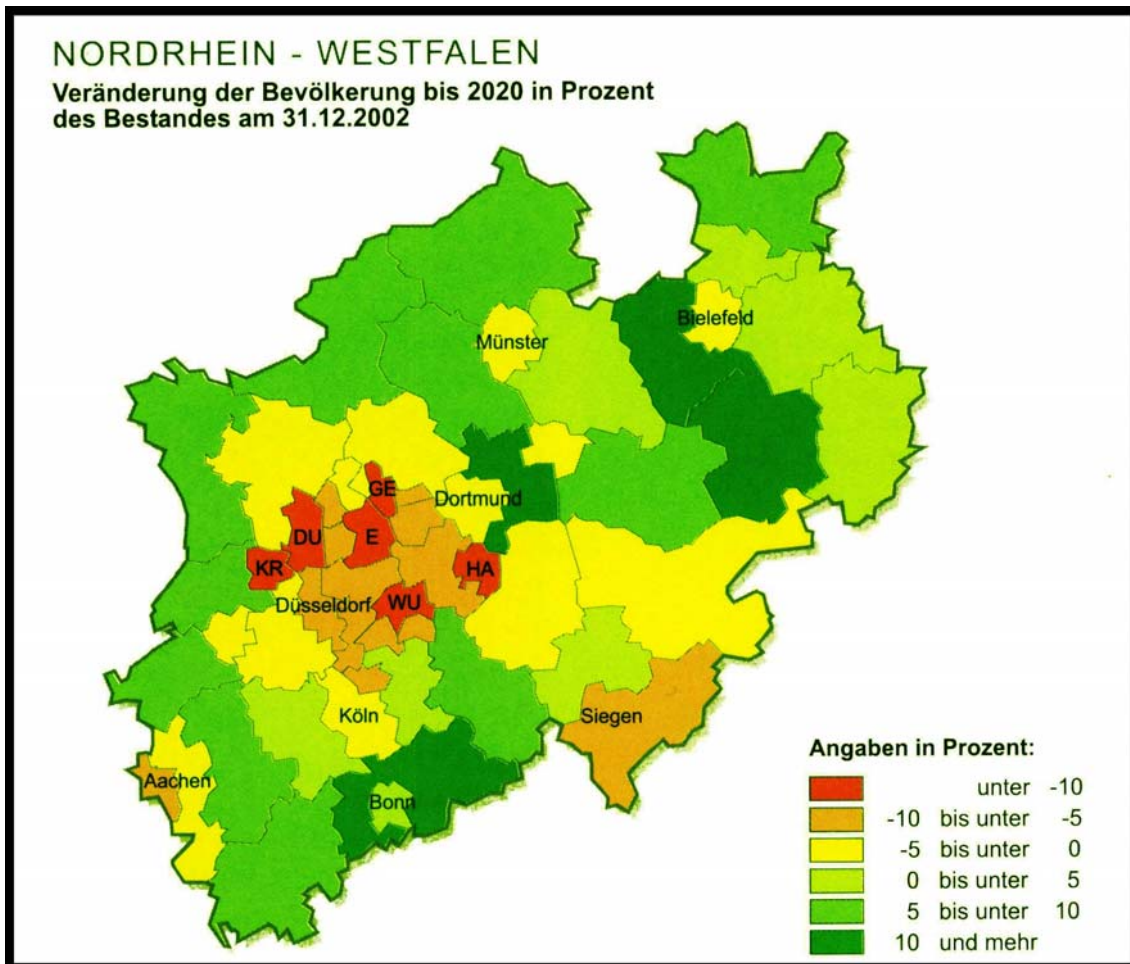 NORDRHEIN - WESTFALEN
Veränderung der Bevölkerung bis 2020 in Prozent
des Bestandes am 31.12.2002
Bielefeld
Münster
GE
Dortmund
DU
E
KR
HA
Düsseldorf
WU
Köln
Siegen
Aachen
Bonn
Angaben in Prozent:
unter -10
-10 bis unter -5
-5 bis unter 0
0 bis unter 5
5 bis unter 10
10 und mehr